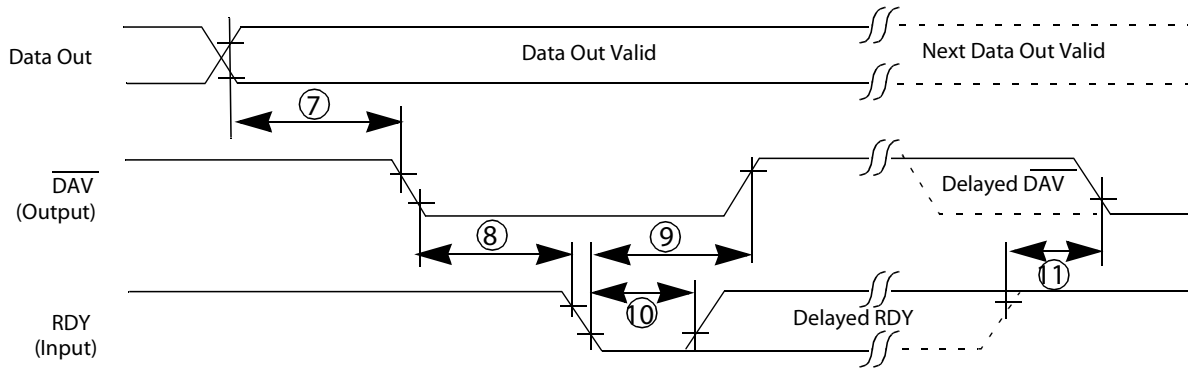 Data Out
Data Out Valid
Next Data Out Valid
7
DAV
(Output)
Delayed DAV
8
9
11
RDY
(Input)
10
Delayed RDY